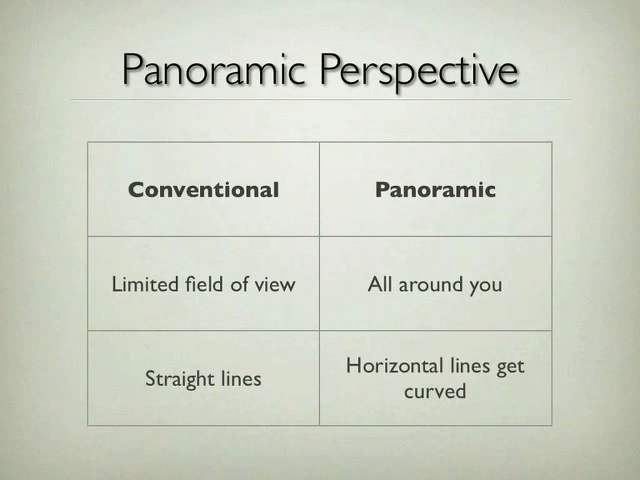 Panoramic Perspective
Conventional
Panoramic
Limited field of view
All around you
Straight lines
Horizontal lines get
curved